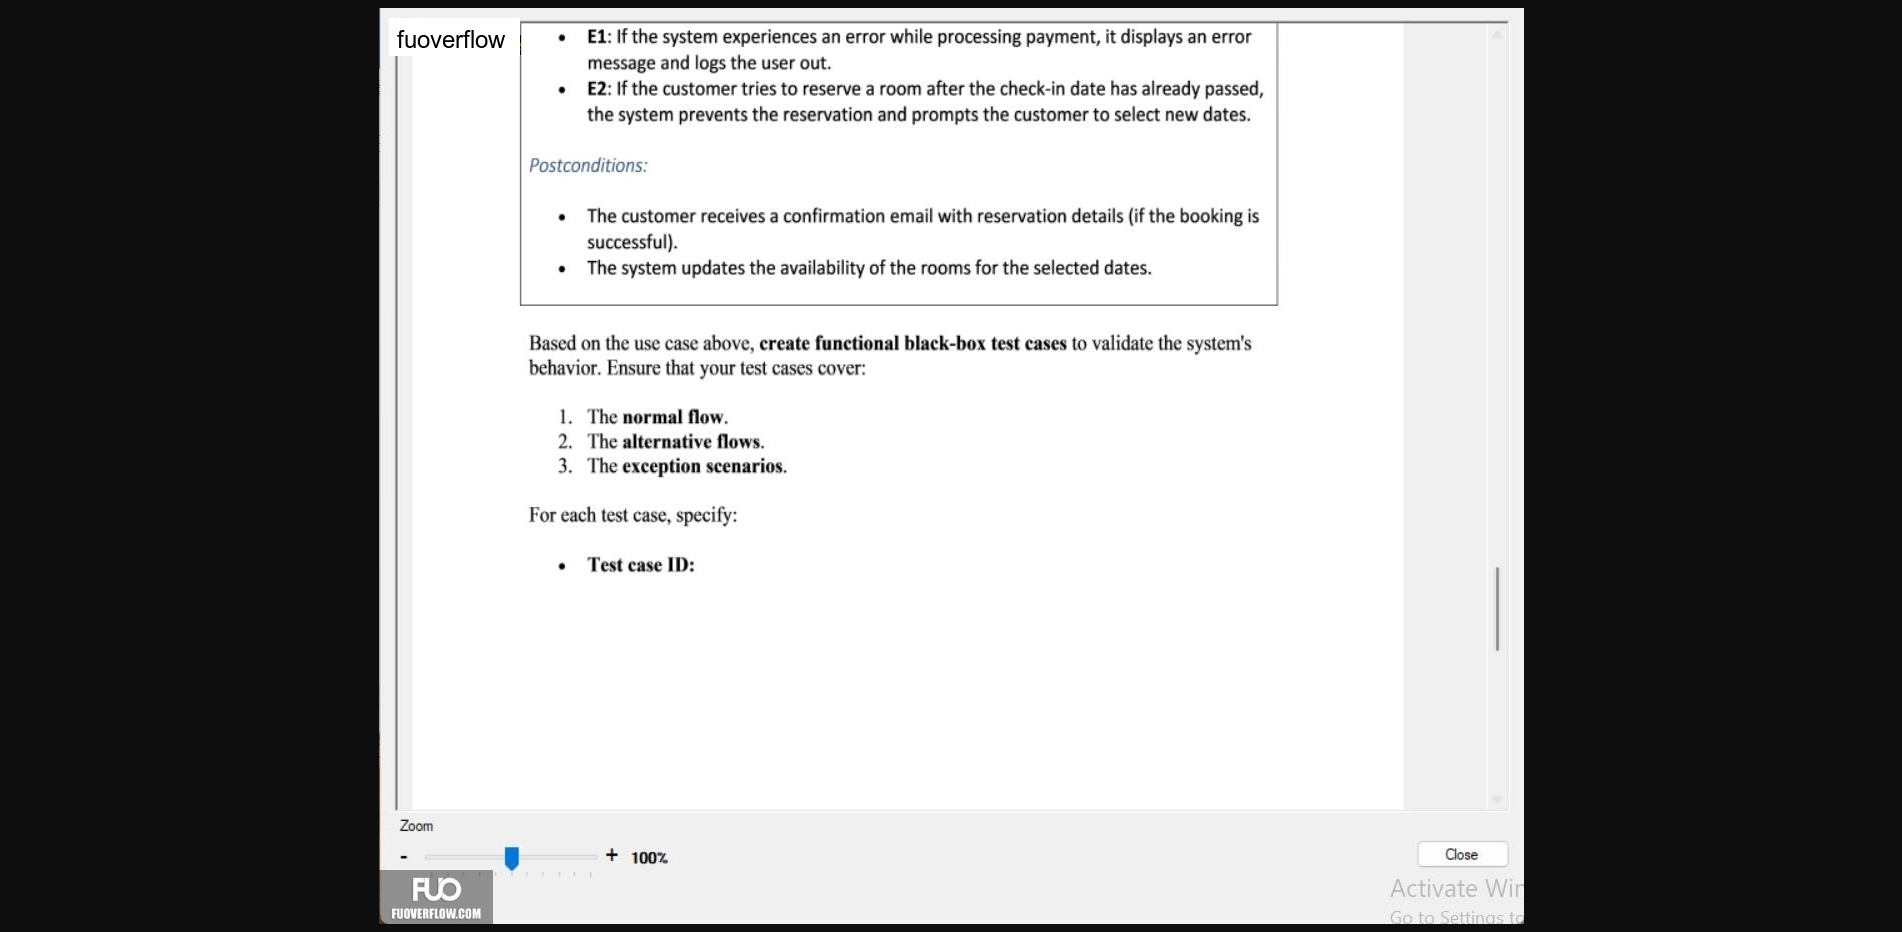 fuoverflow
• E1: If the system experiences an error while processing payment, it displays an error
message and logs the user out.
• E2: If the customer tries to reserve a room after the check-in date has already passed,
the system prevents the reservation and prompts the customer to select new dates.
Postconditions:
• The customer receives a confirmation email with reservation details (if the booking is
successful).
• The system updates the availability of the rooms for the selected dates.
Based on the use case above, create functional black-box test cases to validate the system's
behavior. Ensure that your test cases cover:
1. The normal flow.
2. The alternative flows.
3. The exception scenarios.
For each test case, specify:
• Test case ID:
Zoom
- + 100%
Close
FUO
FUOVERFLOW.COM
Activate Win
Go to Settings to